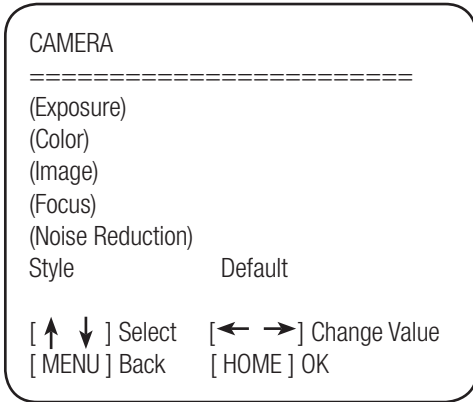 CAMERA
========================
(Exposure)
(Color)
(Image)
(Focus)
(Noise Reduction)
Style Default
[ ↑ ↓ ] Select [← →] Change Value
[ MENU ] Back [ HOME ] OK